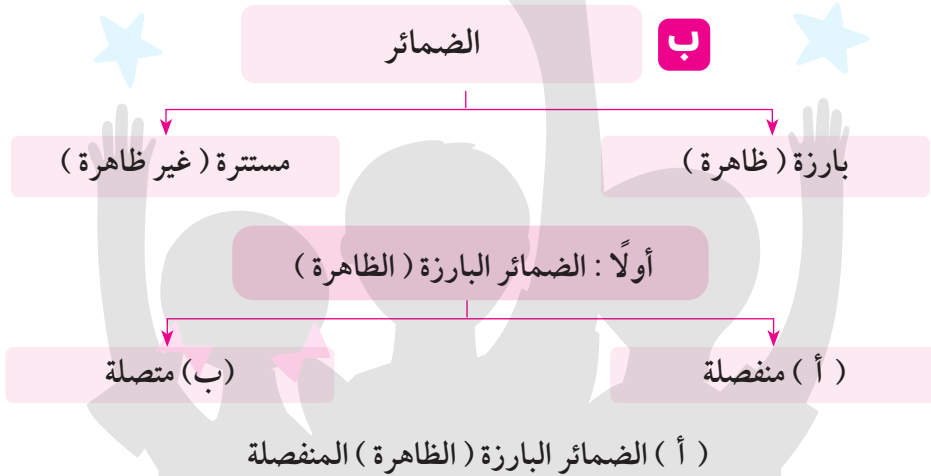 ب الضمائر
بارزة ( ظاهرة ) مستترة ( غير ظاهرة )
أولًا : الضمائر البارزة ( الظاهرة )
( أ ) منفصلة (ب) متصلة
( أ ) الضمائر البارزة ( الظاهرة ) المنفصلة